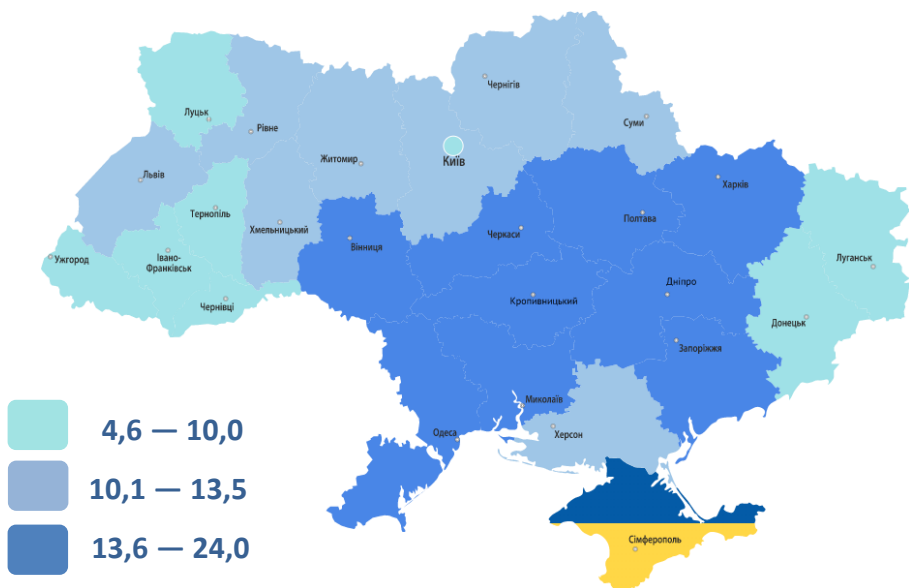 Чернігів
Луцьк
Суми
Рівне
Житомир
Київ
Львів
Харків
Тернопіль
Полтава
Хмельницький
Черкаси
Вінниця
Ужгород
Івано-
Франківськ
Луганськ
Дніпро
Чернівці
Кропивницький
Донецьк
Запоріжжя
Миколаїв
Одеса
Херсон
4,6 — 10,0
10,1 — 13,5
13,6 — 24,0
Сімферополь